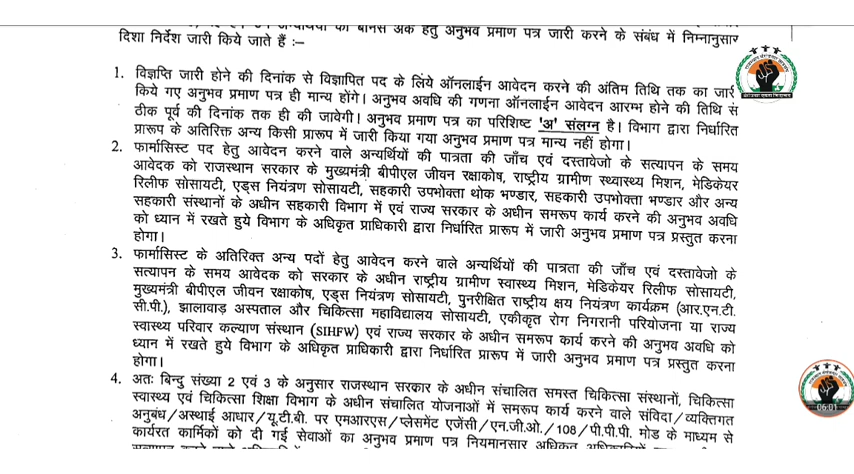 बोनस अंक हेतु अनुभव प्रमाण पत्र जारी करने के संबंध में निम्नानुसार
दिशा निर्देश जारी किये जाते हैं :–
1. विज्ञप्ति जारी होने की दिनांक से विज्ञापित पद के लिये ऑनलाईन आवेदन करने की अंतिम तिथि तक का जारी
किये गए अनुभव प्रमाण पत्र ही मान्य होंगे। अनुभव अवधि की गणना ऑनलाईन आवेदन आरम्भ होने की तिथि सं
ठीक पूर्व की दिनांक तक ही की जावेगी। अनुभव प्रमाण पत्र का परिशिष्ट 'अ' संलग्न है। विभाग द्वारा निर्धारित
प्रारूप के अतिरिक्त अन्य किसी प्रारूप में जारी किया गया अनुभव प्रमाण पत्र मान्य नहीं होगा।
2. फार्मासिस्ट पद हेतु आवेदन करने वाले अभ्यर्थियों की पात्रता की जाँच एवं दस्तावेजो के सत्यापन के समय
आवेदक को राजस्थान सरकार के मुख्यमंत्री बीपीएल जीवन रक्षाकोष, राष्ट्रीय ग्रामीण स्थ्वास्थ्य मिशन, मेडिकेयर
रिलीफ सोसायटी, एड्स नियंत्रण सोसायटी, सहकारी उपभोक्ता थोक भण्डार, सहकारी उपभोक्ता भण्डार और अन्य
सहकारी संस्थानों के अधीन सहकारी विभाग में एवं राज्य सरकार के अधीन समरूप कार्य करने की अनुभव अवधि
को ध्यान में रखते हुये विभाग के अधिकृत प्राधिकारी द्वारा निर्धारित प्रारूप में जारी अनुभव प्रमाण पत्र प्रस्तुत करना
होगा।
3. फार्मासिस्ट के अतिरिक्त अन्य पदों हेतु आवेदन करने वाले अभ्यर्थियों की पात्रता की जाँच एवं दस्तावेजो के
सत्यापन के समय आवेदक को सरकार के अधीन राष्ट्रीय ग्रामीण स्वास्थ्य मिशन, मेडिकेयर रिलीफ सोसायटी,
मुख्यमंत्री बीपीएल जीवन रक्षाकोष, एड्स नियंत्रण सोसायटी, पुनरीक्षित राष्ट्रीय क्षय नियंत्रण कार्यक्रम (आर.एन.टी.
सी.पी.), झालावाड़ अस्पताल और चिकित्सा महाविद्यालय सोसायटी, एकीकृत रोग निगरानी परियोजना या राज्य
स्वास्थ्य परिवार कल्याण संस्थान (SIHFW) एवं राज्य सरकार के अधीन समरूप कार्य करने की अनुभव अवधि को
ध्यान में रखते हुये विभाग के अधिकृत प्राधिकारी द्वारा निर्धारित प्रारूप में जारी अनुभव प्रमाण पत्र प्रस्तुत करना
होगा।
4. अतः बिन्दु संख्या 2 एवं 3 के अनुसार राजस्थान सरकार के अधीन संचालित समस्त चिकित्सा संस्थानों, चिकित्सा
स्वास्थ्य एवं चिकित्सा शिक्षा विभाग के अधीन संचालित योजनाओं में समरूप कार्य करने वाले संविदा/व्यक्तिगत
अनुबंध/अस्थाई आधार/यू.टी.बी. पर एमआरएस/प्लेसमेंट एजेंसी/एन.जी.ओ./108/पी.पी.पी. मोड के माध्यम से
कार्यरत कार्मिकों को दी गई सेवाओं का अनुभव प्रमाण पत्र नियमानुसार अधिकृत
06:01